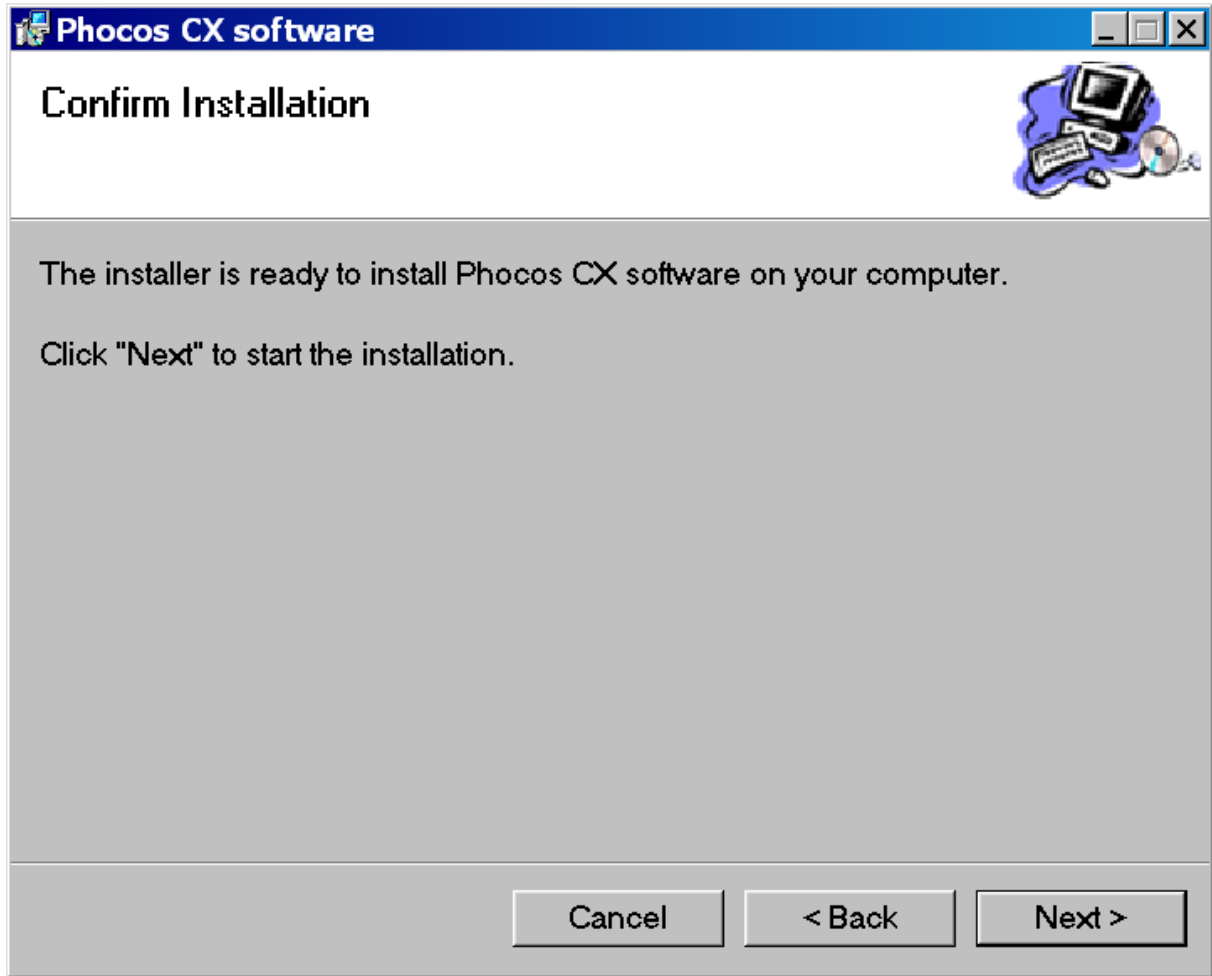 Phocos CX software
Confirm Installation
The installer is ready to install Phocos CX software on your computer.
Click "Next" to start the installation.
Cancel
< Back
Next >